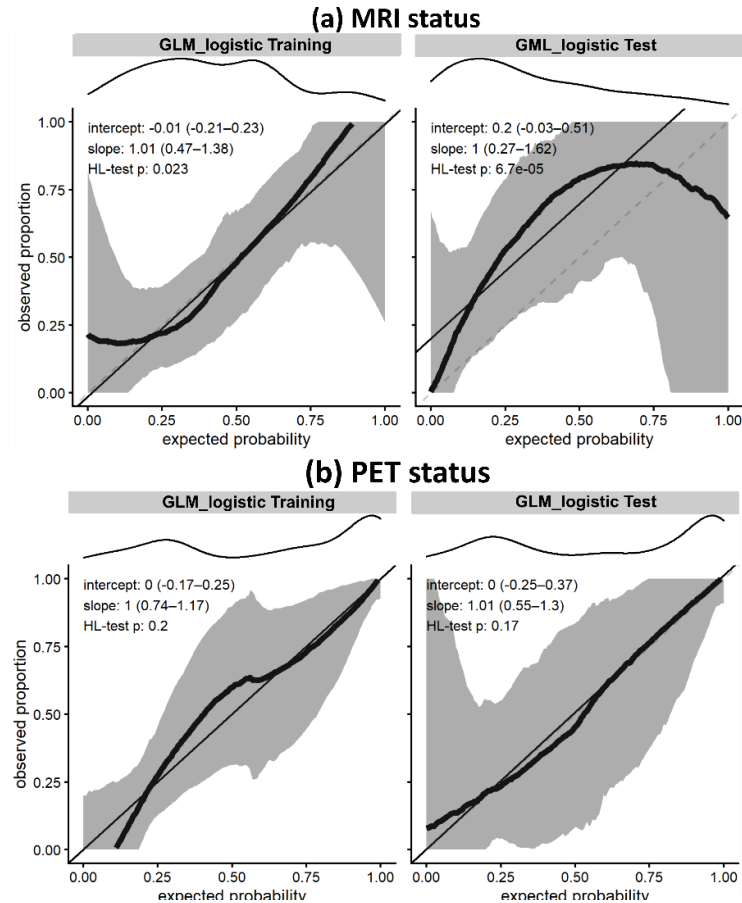 (a) MRI status
GLM_logistic Training
GML_logistic Test
intercept: -0.01 (-0.21–0.23)
slope: 1.01 (0.47–1.38)
HL-test p: 0.023
intercept: 0.2 (-0.03–0.51)
slope: 1 (0.27–1.62)
HL-test p: 6.7e-05
observed proportion
1.00
0.75
0.50
0.25
0.00
0.00 0.25 0.50 0.75 1.00
0.00 0.25 0.50 0.75 1.00
expected probability
expected probability
(b) PET status
GLM_logistic Training
GLM_logistic Test
intercept: 0 (-0.17–0.25)
slope: 1 (0.74–1.17)
HL-test p: 0.2
intercept: 0 (-0.25–0.37)
slope: 1.01 (0.55–1.3)
HL-test p: 0.17
observed proportion
1.00
0.75
0.50
0.25
0.00
0.00 0.25 0.50 0.75 1.00
0.00 0.25 0.50 0.75 1.00
expected probability
expected probability